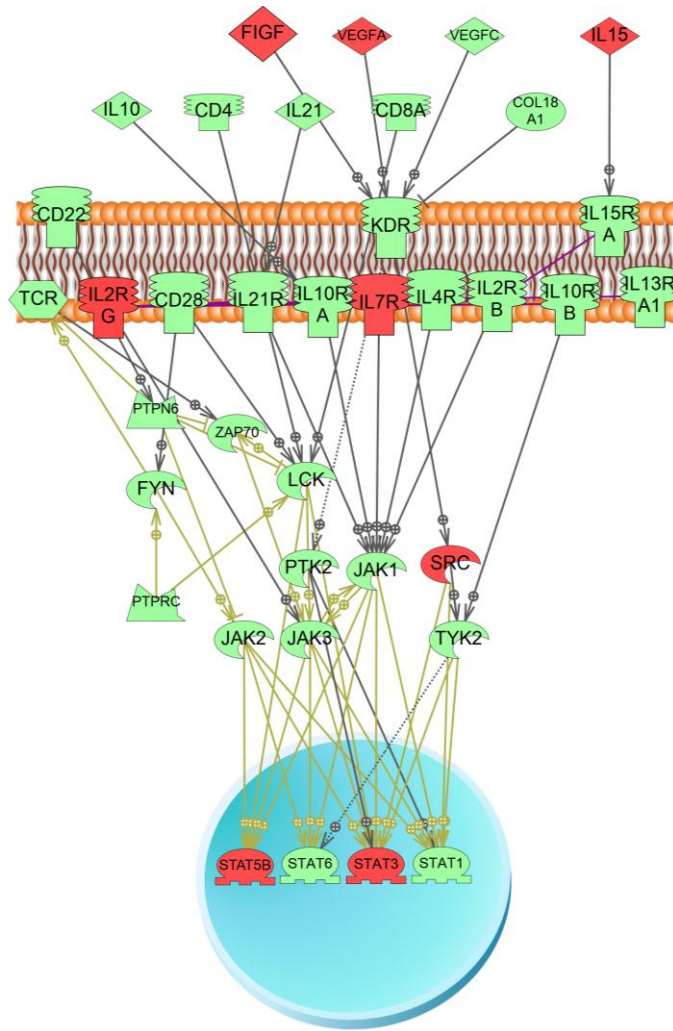 FIGF
VEGFA
VEGFC
IL15
IL10
CD4
IL21
CD8A
COL18
A1
CD22
KDR
IL15R
A
TCR
IL2R
G
CD28
IL21R
IL10R
A
IL7R
IL4R
IL2R
B
IL10R
B
IL13R
A1
PTPN6
ZAP70
FYN
LCK
PTK2
JAK1
SRC
PTPRC
JAK2
JAK3
TYK2
STAT5B
STAT6
STAT3
STAT1